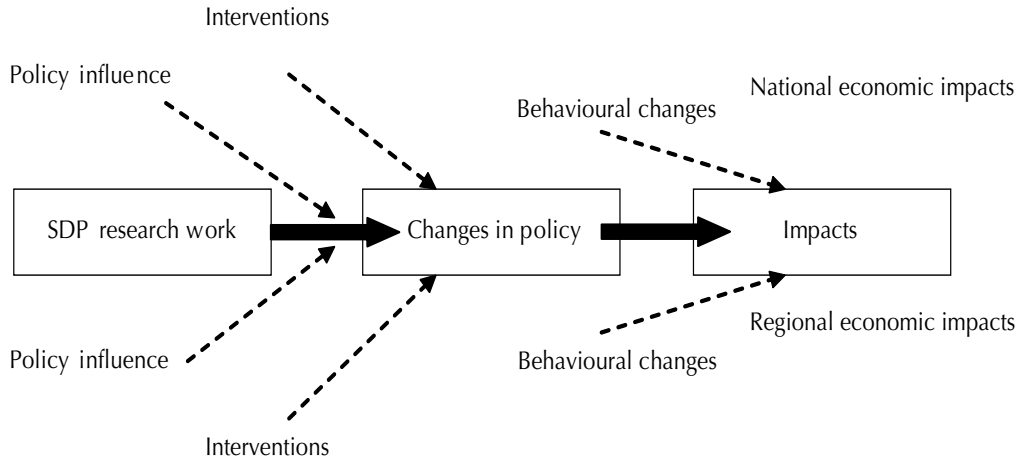 Interventions
Policy influence
National economic impacts
Behavioural changes
SDP research work
Changes in policy
Impacts
Regional economic impacts
Policy influence
Behavioural changes
Interventions